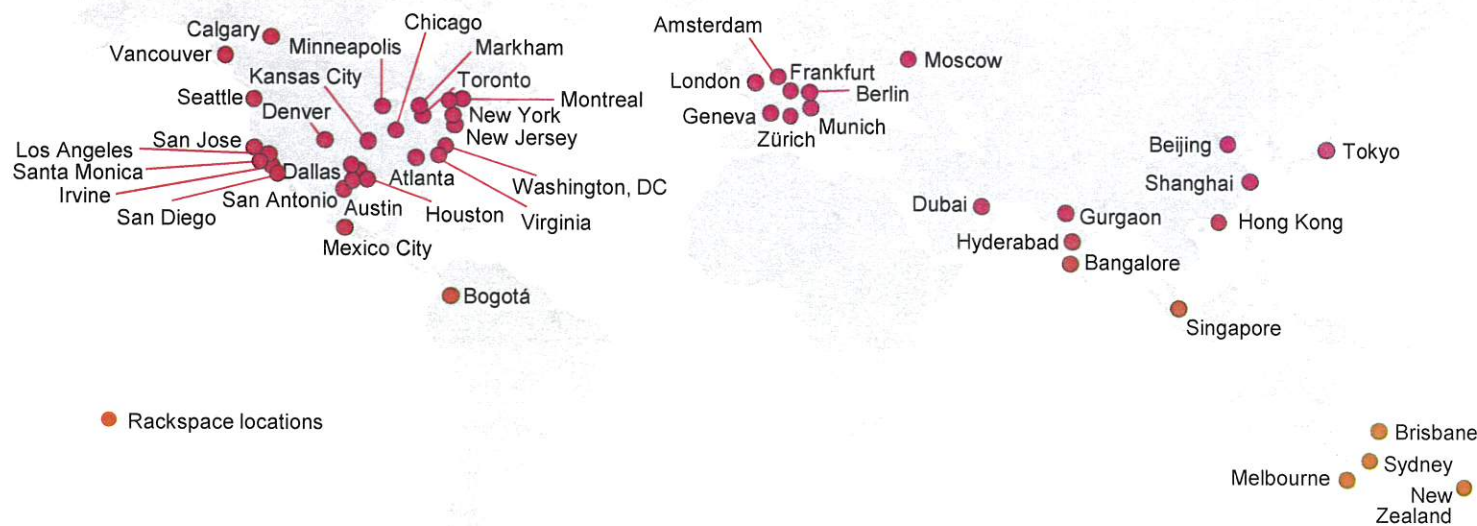 Chicago
Calgary
Minneapolis
Markham
Amsterdam
Vancouver
Kansas City
Toronto
London
Frankfurt
Moscow
Seattle
Denver
Montreal
Berlin
New York
Geneva
Munich
New Jersey
Zürich
San Jose
Los Angeles
Santa Monica
Irvine
San Diego
Dallas
Atlanta
Washington, DC
San Antonio
Austin
Houston
Virginia
Mexico City
Beijing
Tokyo
Shanghai
Dubai
Gurgaon
Hong Kong
Hyderabad
Bangalore
Bogotá
Singapore
Rackspace locations
Brisbane
Sydney
Melbourne
New
Zealand